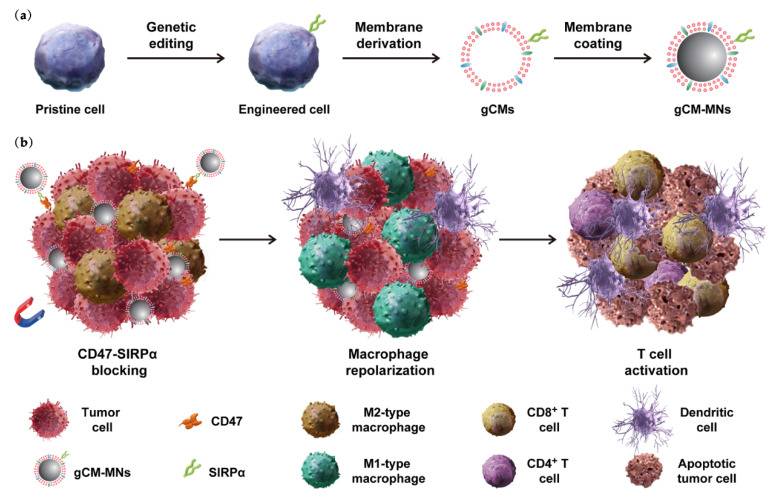 (a)
Genetic
editing
Membrane
derivation
Membrane
coating
Pristine cell
Engineered cell
gCMs
gCM-MNs
(b)
CD47-SIRPα
blocking
Macrophage
repolarization
T cell
activation
Tumor
cell
CD47
M2-type
macrophage
CD8⁺ T
cell
Dendritic
cell
gCM-MNs
SIRPα
M1-type
macrophage
CD4⁺ T
cell
Apoptotic
tumor cell